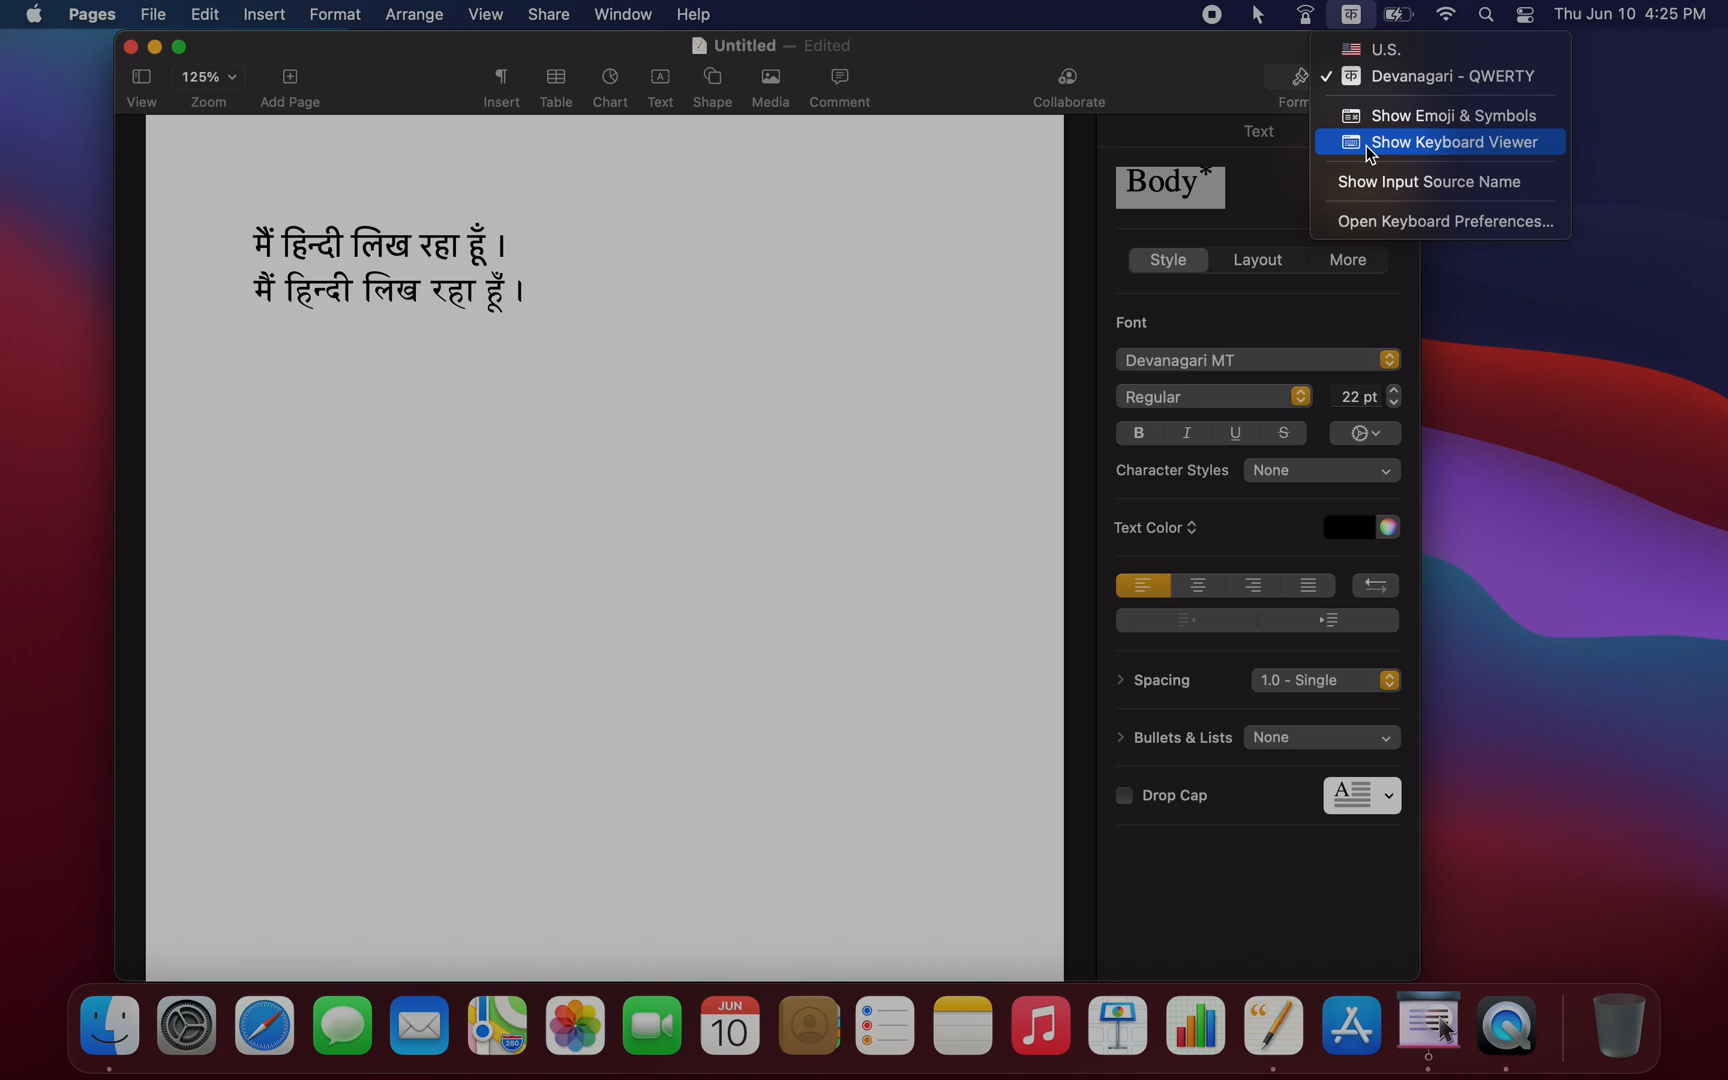 Pages File Edit Insert Format Arrange View Share Window Help
Thu Jun 10 4:25 PM
Untitled — Edited
125%
View Zoom Add Page Insert Table Chart Text Shape Media Comment Collaborate Form
U.S.
✓ क Devanagari - QWERTY
Show Emoji & Symbols
Show Keyboard Viewer
Show Input Source Name
Open Keyboard Preferences...
मैं हिन्दी लिख रहा हूँ ।
मैं हिन्दी लिख रहा हूँ ।
Text
Body*
Style Layout More
Font
Devanagari MT
Regular 22 pt
B I U S
Character Styles None
Text Color
Spacing 1.0 - Single
Bullets & Lists None
Drop Cap A
JUN
10
280